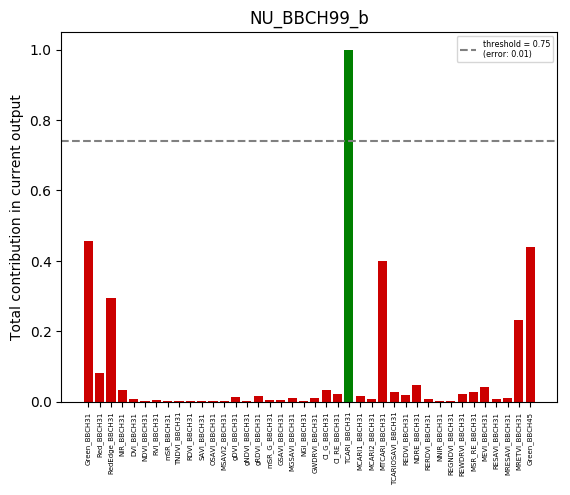 NU_BBCH99_b
threshold = 0.75
(error: 0.01)
Total contribution in current output
1.0
0.8
0.6
0.4
0.2
0.0
Green_BBCH31
Red_BBCH31
RedEdge_BBCH31
NIR_BBCH31
DVI_BBCH31
NDVI_BBCH31
RVI_BBCH31
mSR_BBCH31
TNDVI_BBCH31
RDVI_BBCH31
SAVI_BBCH31
OSAVI_BBCH31
MSAVI2_BBCH31
gDVI_BBCH31
gNDVI_BBCH31
gRDVI_BBCH31
mSR_G_BBCH31
GSAVI_BBCH31
MGSAVI_BBCH31
NGI_BBCH31
GWDRVI_BBCH31
CI_G_BBCH31
CI_RE_BBCH31
TCARI_BBCH31
MCARI1_BBCH31
MCARI2_BBCH31
MTCARI_BBCH31
TCARIOSAVI_BBCH31
REDVI_BBCH31
NDRE_BBCH31
RERDVI_BBCH31
NNIR_BBCH31
REGNDVI_BBCH31
REWDRVI_BBCH31
MSR_RE_BBCH31
MEVI_BBCH31
RESAVI_BBCH31
MRESAVI_BBCH31
MRETVI_BBCH31
Green_BBCH45